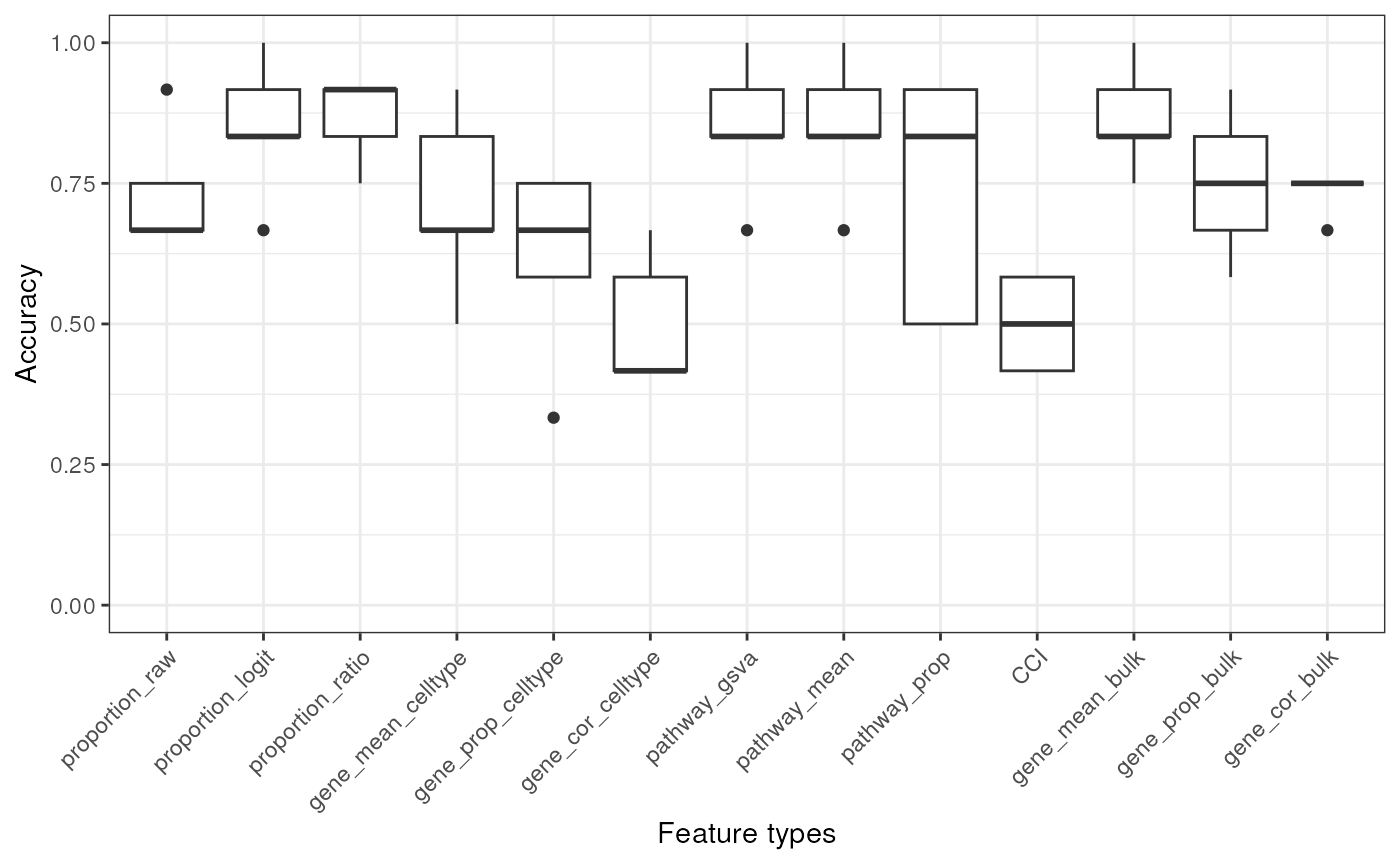 Accuracy
1.00
0.75
0.50
0.25
0.00
proportion_raw
proportion_logit
proportion_ratio
gene_mean_celltype
gene_prop_celltype
gene_cor_celltype
pathway_gsva
pathway_mean
pathway_prop
CCI
gene_mean_bulk
gene_prop_bulk
gene_cor_bulk
Feature types